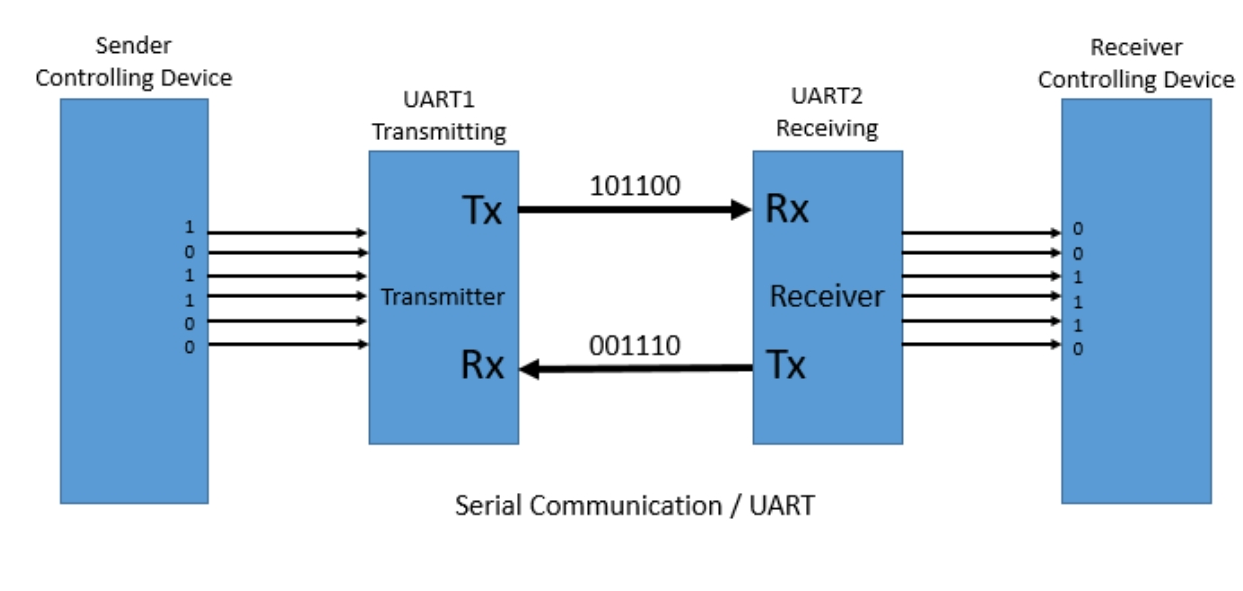 Sender
Controlling Device
UART1
Transmitting
UART2
Receiving
Receiver
Controlling Device
1
0
1
1
0
0
Tx
Transmitter
Rx
101100
001110
Rx
Receiver
Tx
0
0
1
1
1
0
Serial Communication / UART